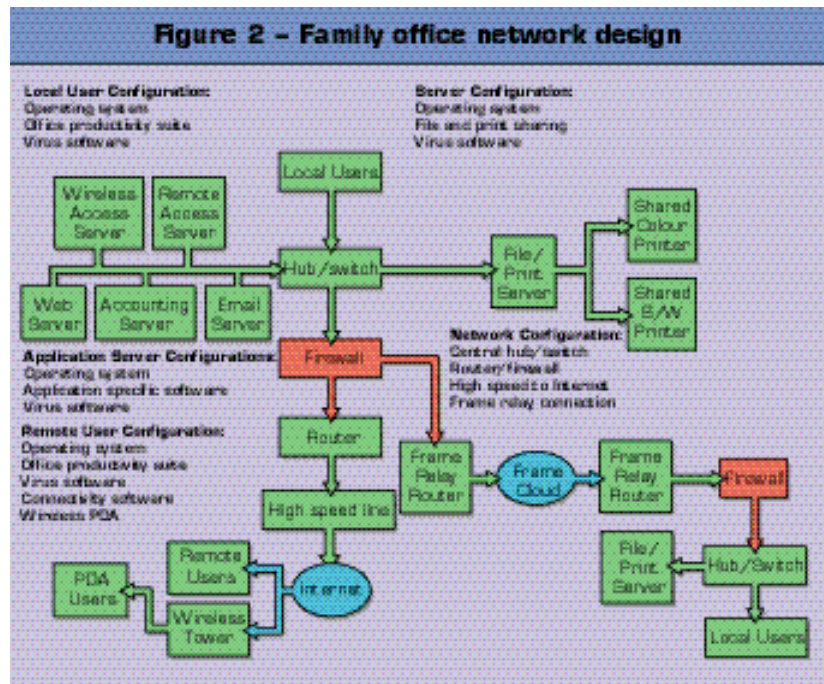 Figure 2 – Family office network design
Local User Configuration:
Operating system
Office productivity suite
Virus software
Server Configuration:
Operating system
File and print sharing
Virus software
Local Users
Wireless
Access
Server
Remote
Access
Server
Shared
Colour
Printer
Hub/switch
File/
Print
Server
Web
Server
Accounting
Server
Email
Server
Shared
B/W
Printer
Application Server Configurations:
Operating system
Application specific software
Virus software
Firewall
Network Configuration:
Central hub/switch
Router/firewall
High speed to Internet
Frame relay connection
Remote User Configuration:
Operating system
Office productivity suite
Virus software
Connectivity software
Wireless PDA
Router
Frame
Relay
Router
Frame
Cloud
Frame
Relay
Router
Firewall
High speed line
Remote
Users
PDA
Users
Internet
Wireless
Tower
File/
Print
Server
Hub/Switch
Local Users